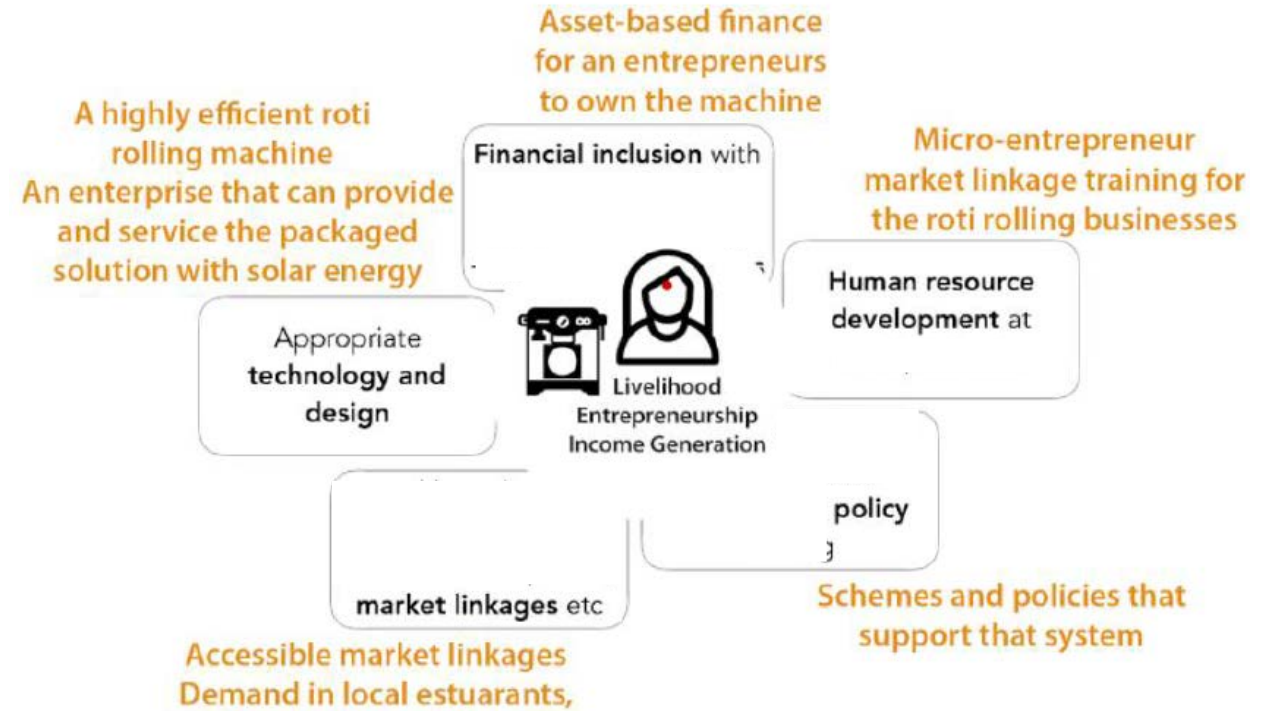 Asset-based finance
for an entrepreneurs
to own the machine
A highly efficient roti
rolling machine
An enterprise that can provide
and service the packaged
solution with solar energy
Financial inclusion with
Micro-entrepreneur
market linkage training for
the roti rolling businesses
Human resource
development at
Appropriate
technology and
design
Livelihood
Entrepreneurship
Income Generation
policy
market linkages etc
Schemes and policies that
support that system
Accessible market linkages
Demand in local estuarants,